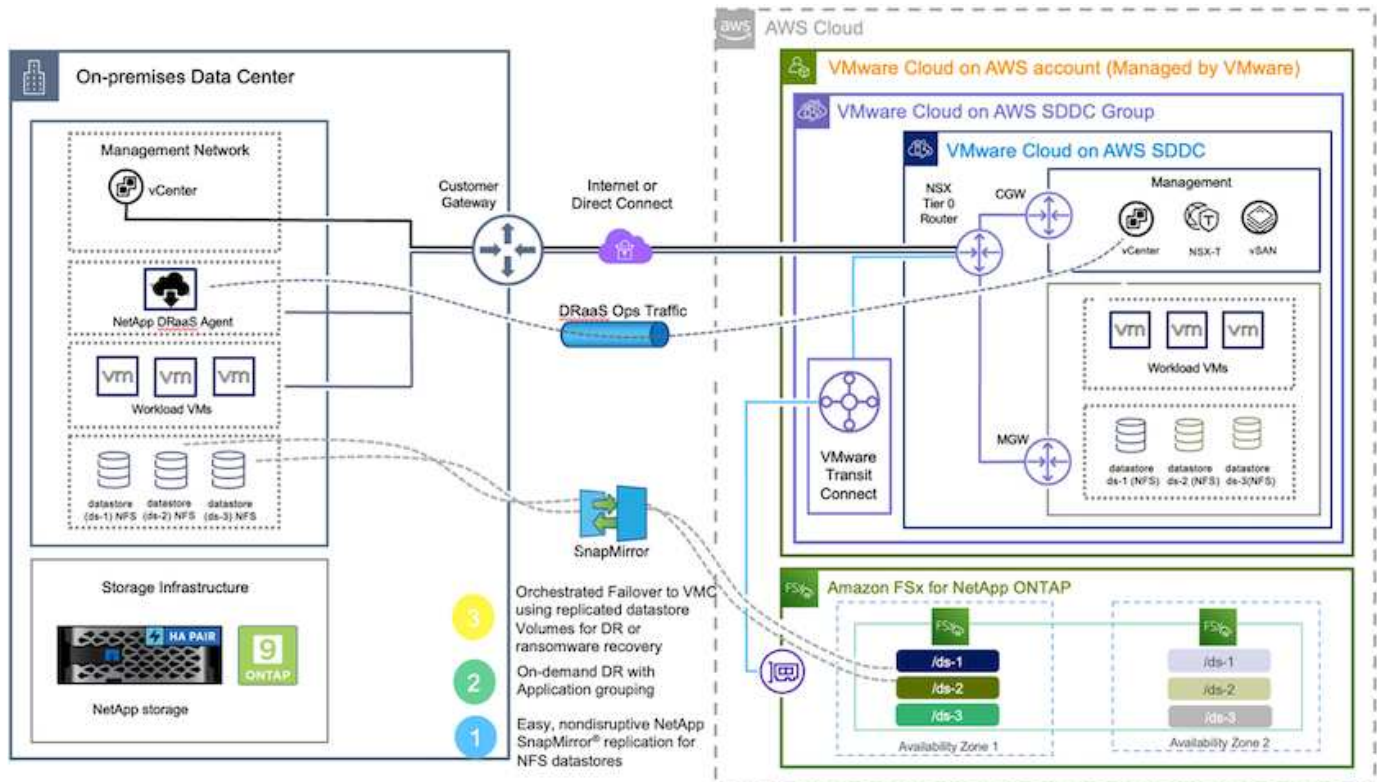 On-premises Data Center
Management Network
vCenter
NetApp DRaaS Agent
vm
vm
vm
Workload VMs
datastore
(ds-1) NFS
datastore
(ds-2) NFS
datastore
(ds-3) NFS
Storage Infrastructure
HA PAIR
9
ONTAP
NetApp storage
Customer
Gateway
Internet or
Direct Connect
DRaaS Ops Traffic
SnapMirror
3
Orchestrated Failover to VMC
using replicated datastore
Volumes for DR or
ransomware recovery
2
On-demand DR with
Application grouping
1
Easy, nondisruptive NetApp
SnapMirror® replication for
NFS datastores
aws
AWS Cloud
VMware Cloud on AWS account (Managed by VMware)
VMware Cloud on AWS SDDC Group
VMware Cloud on AWS SDDC
NSX
Tier 0
Router
CGW
Management
vCenter
NSX-T
vSAN
vm
vm
vm
Workload VMs
MGW
datastore
ds-1 (NFS)
datastore
ds-2 (NFS)
datastore
ds-3(NFS)
VMware
Transit
Connect
FSx
Amazon FSx for NetApp ONTAP
FSx
/ds-1
/ds-2
/ds-3
Availability Zone 1
FSx
/ds-1
/ds-2
/ds-3
Availability Zone 2